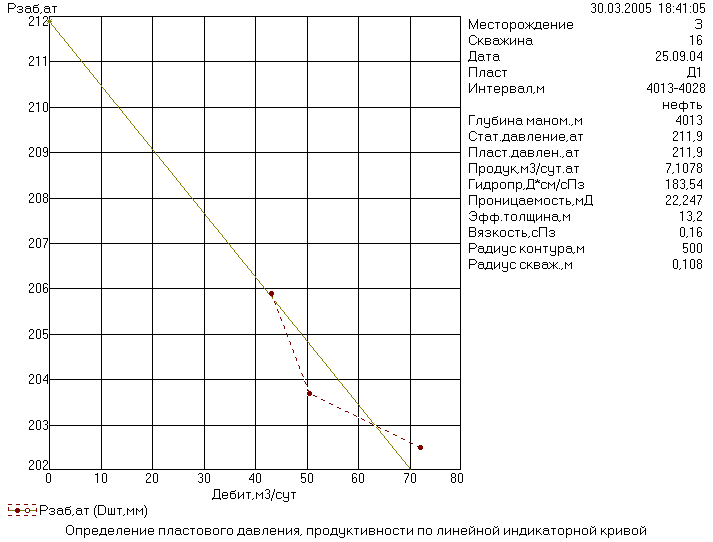 Рзаб,ат
30.03.2005 18:41:05
Месторождение З
Скважина 16
Дата 25.09.04
Пласт Д1
Интервал,м 4013-4028
нефть
Глубина маном.,м 4013
Стат.давление,ат 211,9
Пласт.давлен.,ат 211,9
Продук,м3/сут.ат 7,1078
Гидропр,Д*см/сПз 183,54
Проницаемость,мД 22,247
Эфф.толщина,м 13,2
Вязкость,сПз 0,16
Радиус контура,м 500
Радиус скваж.,м 0,108
212
211
210
209
208
207
206
205
204
203
202
0 10 20 30 40 50 60 70 80
Дебит,м3/сут
Рзаб,ат (Dшт,мм)
Определение пластового давления, продуктивности по линейной индикаторной кривой